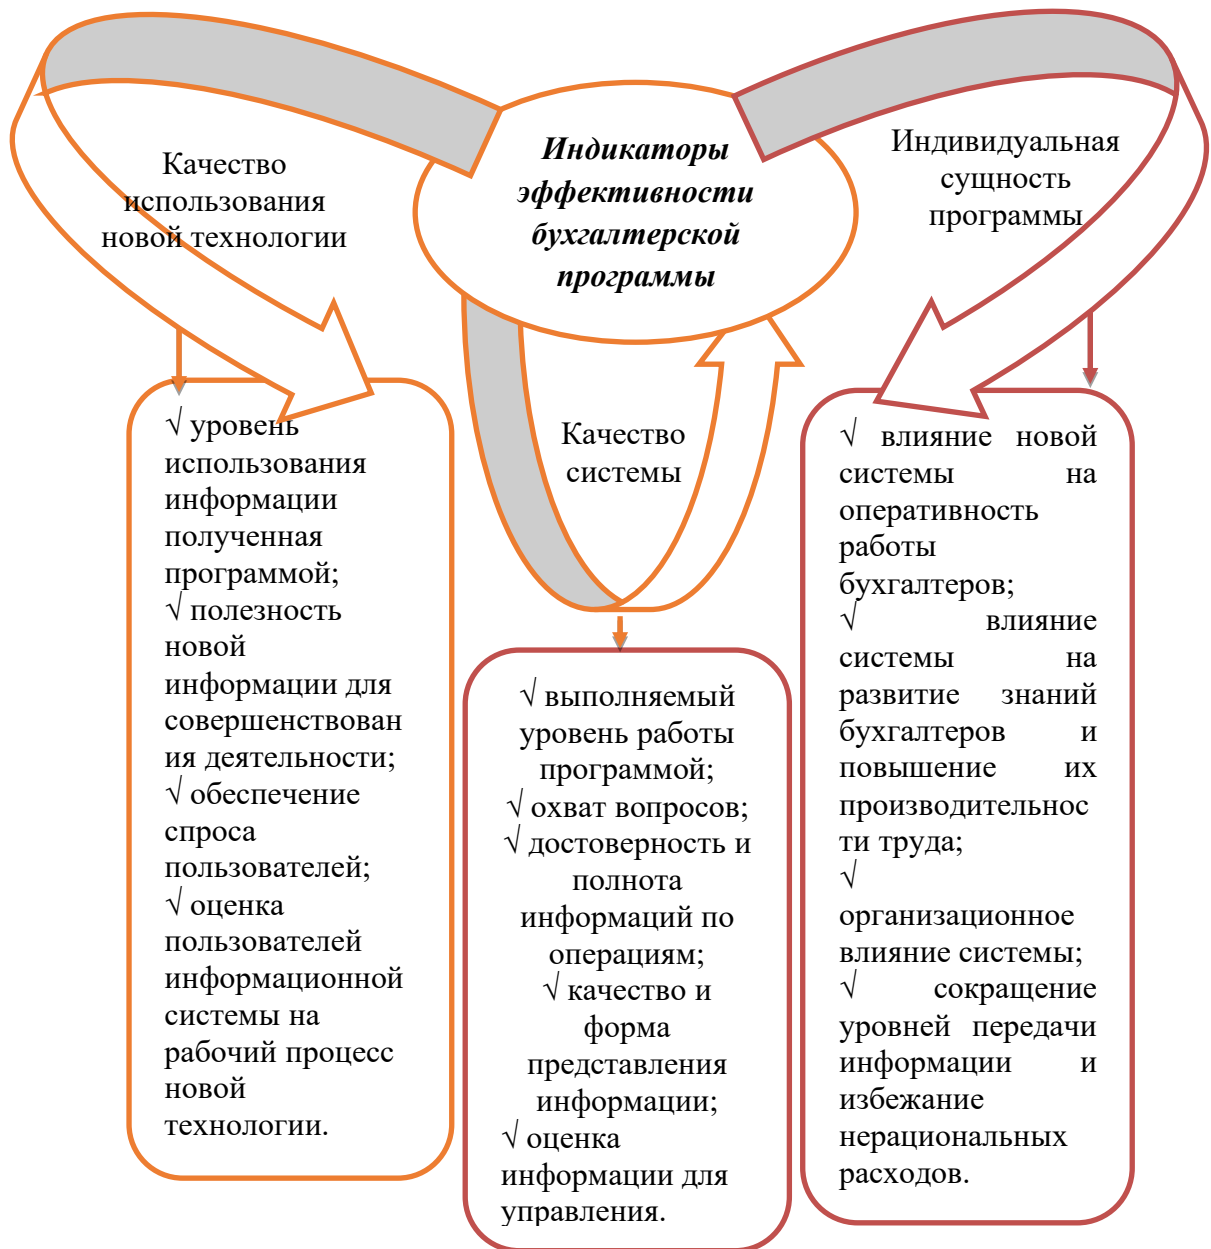 Индикаторы
эффективности
бухгалтерской
программы
Качество
использования
новой технологии
Индивидуальная
сущность
программы
Качество
системы
√ уровень
использования
информации
полученная
программой;
√ полезность
новой
информации для
совершенствован
ия деятельности;
√ обеспечение
спроса
пользователей;
√ оценка
пользователей
информационной
системы на
рабочий процесс
новой
технологии.
√ выполняемый
уровень работы
программой;
√ охват вопросов;
√ достоверность и
полнота
информаций по
операциям;
√ качество и
форма
представления
информации;
√ оценка
информации для
управления.
√ влияние новой
системы на
оперативность
работы
бухгалтеров;
√ влияние
системы на
развитие знаний
бухгалтеров и
повышение их
производительнос
ти труда;
√
организационное
влияние системы;
√ сокращение
уровней передачи
информации и
избежание
нерациональных
расходов.